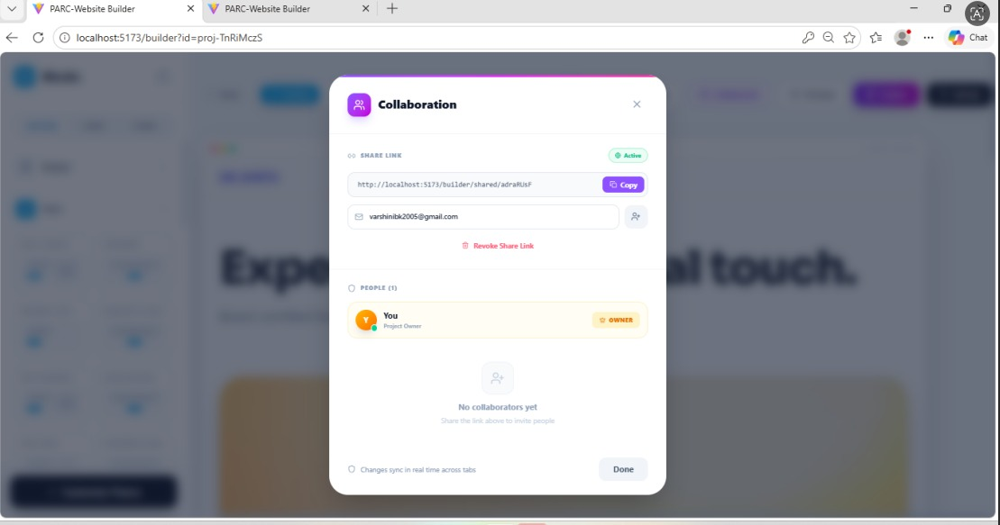 PARC-Website Builder
PARC-Website Builder
localhost:5173/builder?id=proj-TnRiMczS
Chat
Collaboration
SHARE LINK
Active
http://localhost:5173/builder/shared/adraRUsF
Copy
varshinibk2005@gmail.com
Revoke Share Link
Expe
al touch.
PEOPLE (1)
Y
You
Project Owner
OWNER
No collaborators yet
Share the link above to invite people
Changes sync in real time across tabs
Done